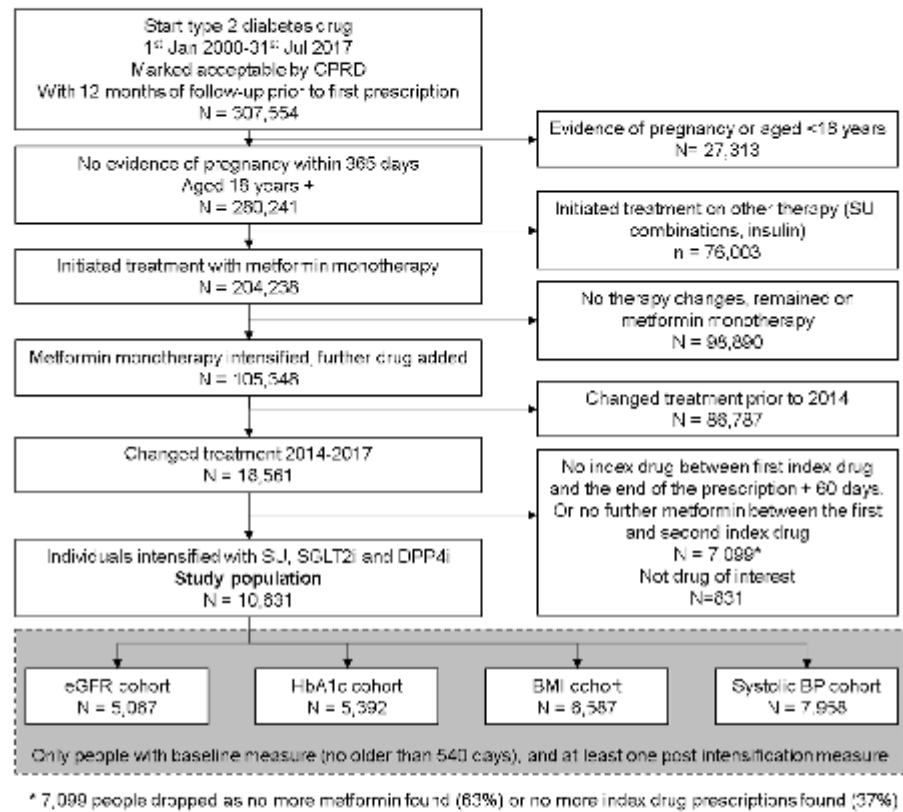 Start type 2 diabetes drug
1st Jan 2000-31st Jul 2017
Marked acceptable by CPRD
With 12 months of follow-up prior to first prescription
N = 307,554
Evidence of pregnancy or aged <18 years
N= 27,313
No evidence of pregnancy within 365 days
Aged 18 years +
N = 280,241
Initiated treatment on other therapy (SU
combinations, insulin)
n = 76,003
Initiated treatment with metformin monotherapy
N = 204,238
No therapy changes, remained on
metformin monotherapy
N = 98,890
Metformin monotherapy intensified, further drug added
N = 105,348
Changed treatment prior to 2014
N = 86,787
Changed treatment 2014-2017
N = 18,561
No index drug between first index drug
and the end of the prescription + 60 days.
Or no further metformin between the first
and second index drug
N = 7,099*
Not drug of interest
N=831
Individuals intensified with SU, SGLT2i and DPP4i
Study population
N = 10,631
eGFR cohort
N = 5,067
HbA1c cohort
N = 5,392
BMI cohort
N = 6,587
Systolic BP cohort
N = 7,958
Only people with baseline measure (no older than 540 days), and at least one post intensification measure
* 7,099 people dropped as no more metformin found (63%) or no more index drug prescriptions found (37%)